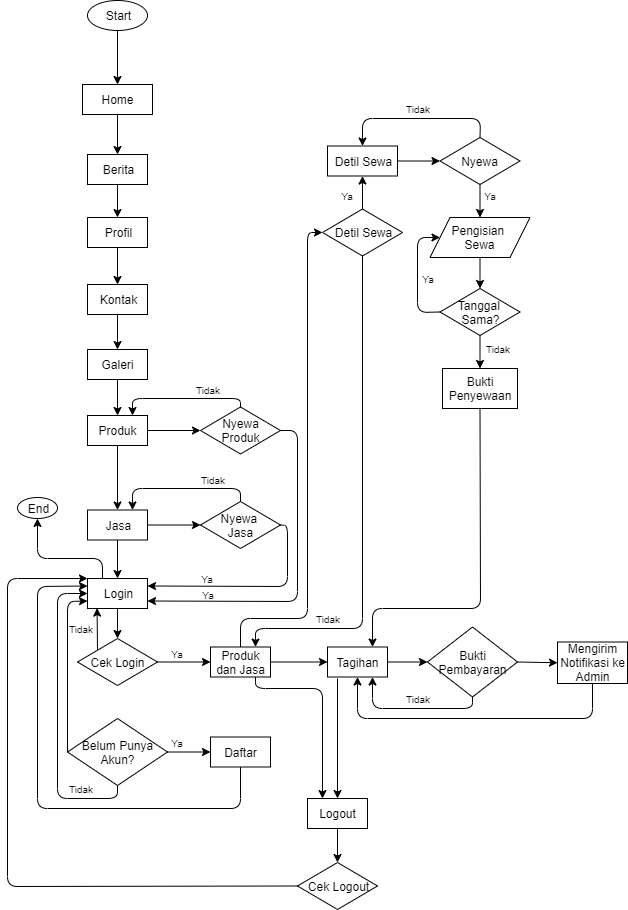 Start
Home
Berita
Profil
Kontak
Galeri
Produk
Tidak
Nyewa
Produk
Jasa
Tidak
Nyewa
Jasa
End
Ya
Ya
Login
Tidak
Cek Login
Ya
Produk
dan Jasa
Tidak
Detil Sewa
Ya
Detil Sewa
Tidak
Nyewa
Ya
Pengisian
Sewa
Ya
Tanggal
Sama?
Tidak
Bukti
Penyewaan
Tagihan
Bukti
Pembayaran
Tidak
Mengirim
Notifikasi ke
Admin
Belum Punya
Akun?
Ya
Tidak
Daftar
Logout
Cek Logout